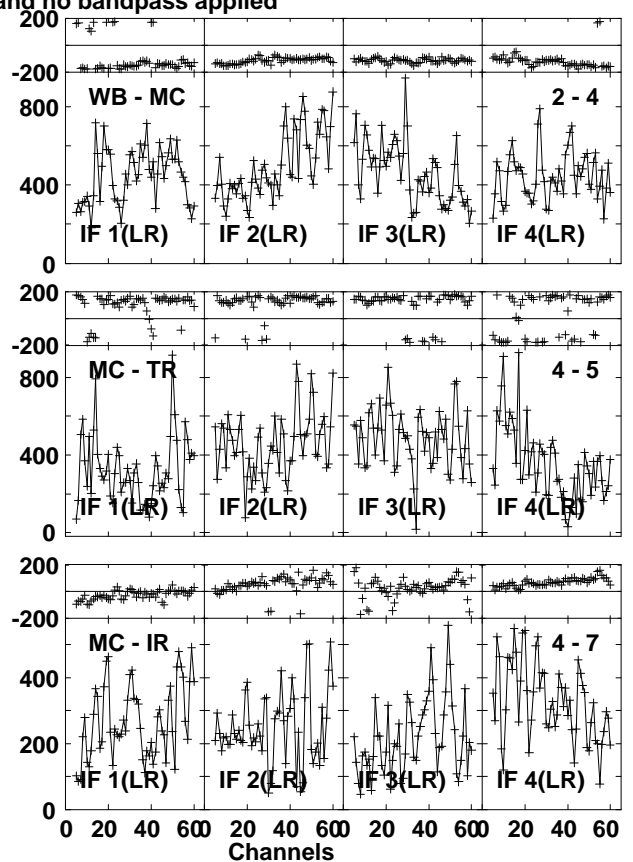 and no bandpass applied
200
-200
800
400
0
WB - MC
2 - 4
IF 1(LR)
IF 2(LR)
IF 3(LR)
IF 4(LR)
200
-200
800
400
0
MC - TR
4 - 5
IF 1(LR)
IF 2(LR)
IF 3(LR)
IF 4(LR)
200
-200
400
200
0
MC - IR
4 - 7
IF 1(LR)
IF 2(LR)
IF 3(LR)
IF 4(LR)
0 20 40 60 0 20 40 60 0 20 40 60 0 20 40 60
Channels